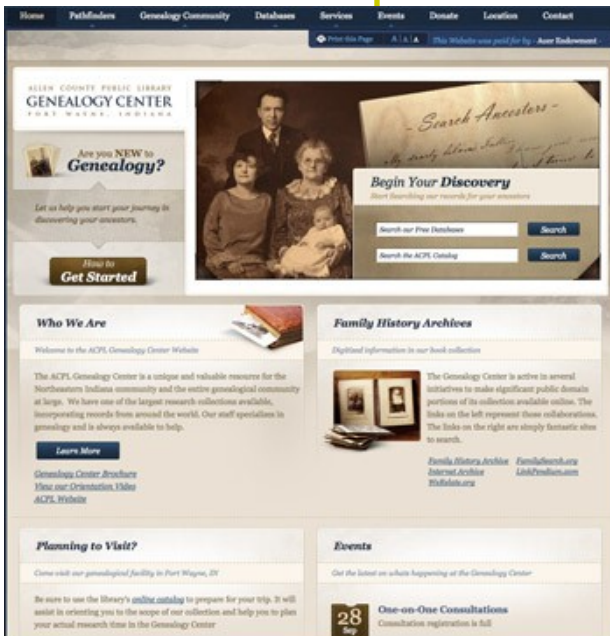 Home Pathfinders Genealogy Community Databases Services Events Donate Location Contact
Print this Page A | A | A This Website was paid for by - Auer Endowment -
ALLEN COUNTY PUBLIC LIBRARY
GENEALOGY CENTER
FORT WAYNE, INDIANA
Are you NEW to
Genealogy?
Let us help you start your journey in
discovering your ancestors.
How to
Get Started
- Search Ancestors -
Begin Your Discovery
Start Searching our records for your ancestors
Search our Free Databases Search
Search the ACPL Catalog Search
Who We Are
Welcome to the ACPL Genealogy Center Website
The ACPL Genealogy Center is a unique and valuable resource for the
Northeastern Indiana community and the entire genealogical community
at large. We have one of the largest research collections available,
incorporating records from around the world. Our staff specializes in
genealogy and is always available to help.
Learn More
Genealogy Center Brochure
View our Orientation Video
ACPL Website
Family History Archives
Digitized information in our book collection
The Genealogy Center is active in several
initiatives to make significant public domain
portions of its collection available online. The
links on the left represent those collaborations.
The links on the right are simply fantastic sites
to search.
Family History Archive FamilySearch.org
Internet Archive LinkPendium.com
WeRelate.org
Planning to Visit?
Come visit our genealogical facility in Fort Wayne, IN
Be sure to use the library's online catalog to prepare for your trip. It will
assist in orienting you to the scope of our collection and help you to plan
your actual research time in the Genealogy Center
Events
Get the latest on whats happening at the Genealogy Center
28
Sep
One-on-One Consultations
Consultation registration is full